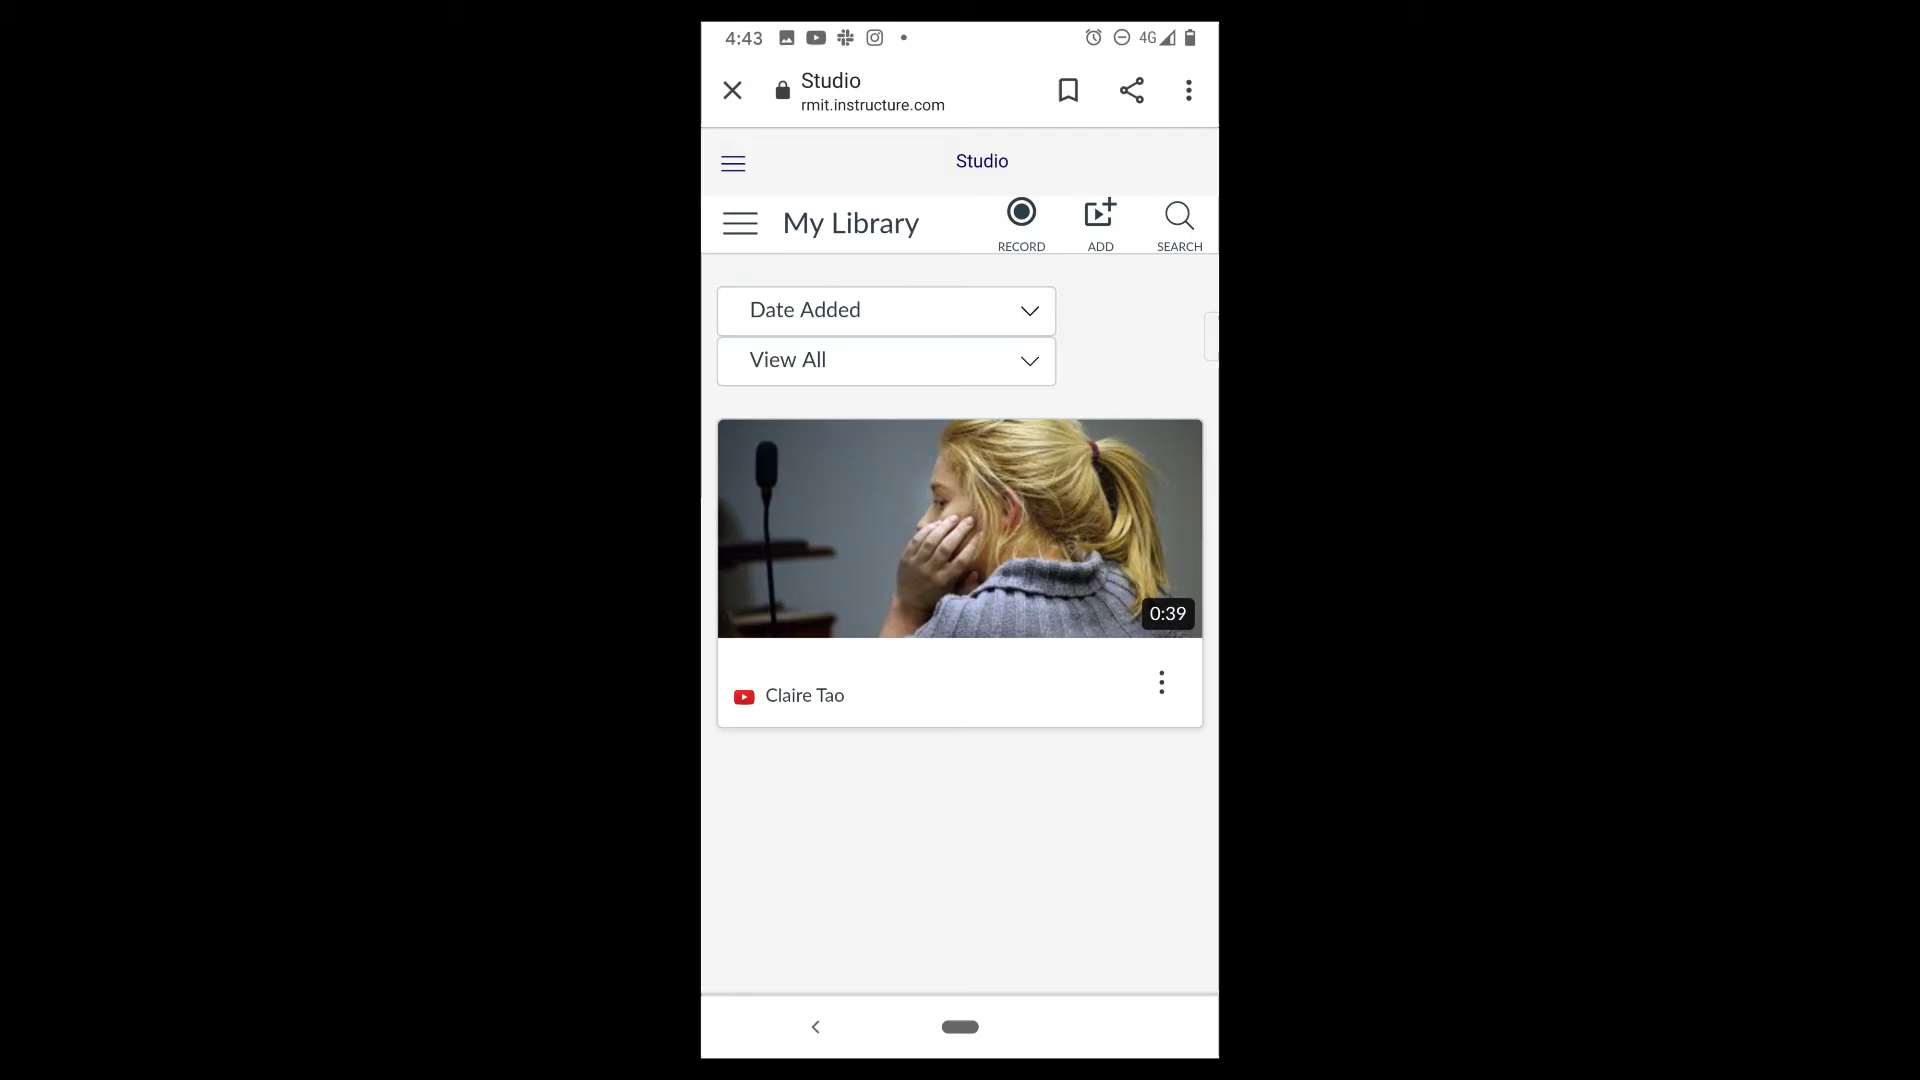 4:43
4G
Studio
rmit.instructure.com
Studio
My Library
RECORD
ADD
SEARCH
Date Added
View All
0:39
Claire Tao